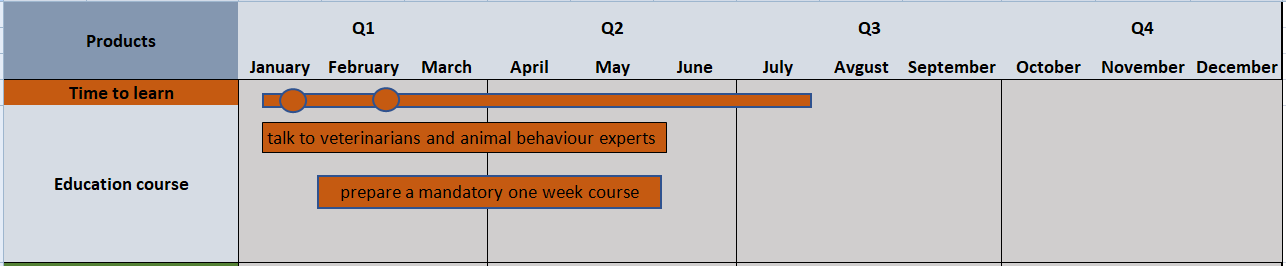 Products
Q1 Q2 Q3 Q4
January February March April May June July Avgust September October November December
Time to learn
talk to veterinarians and animal behaviour experts
Education course
prepare a mandatory one week course